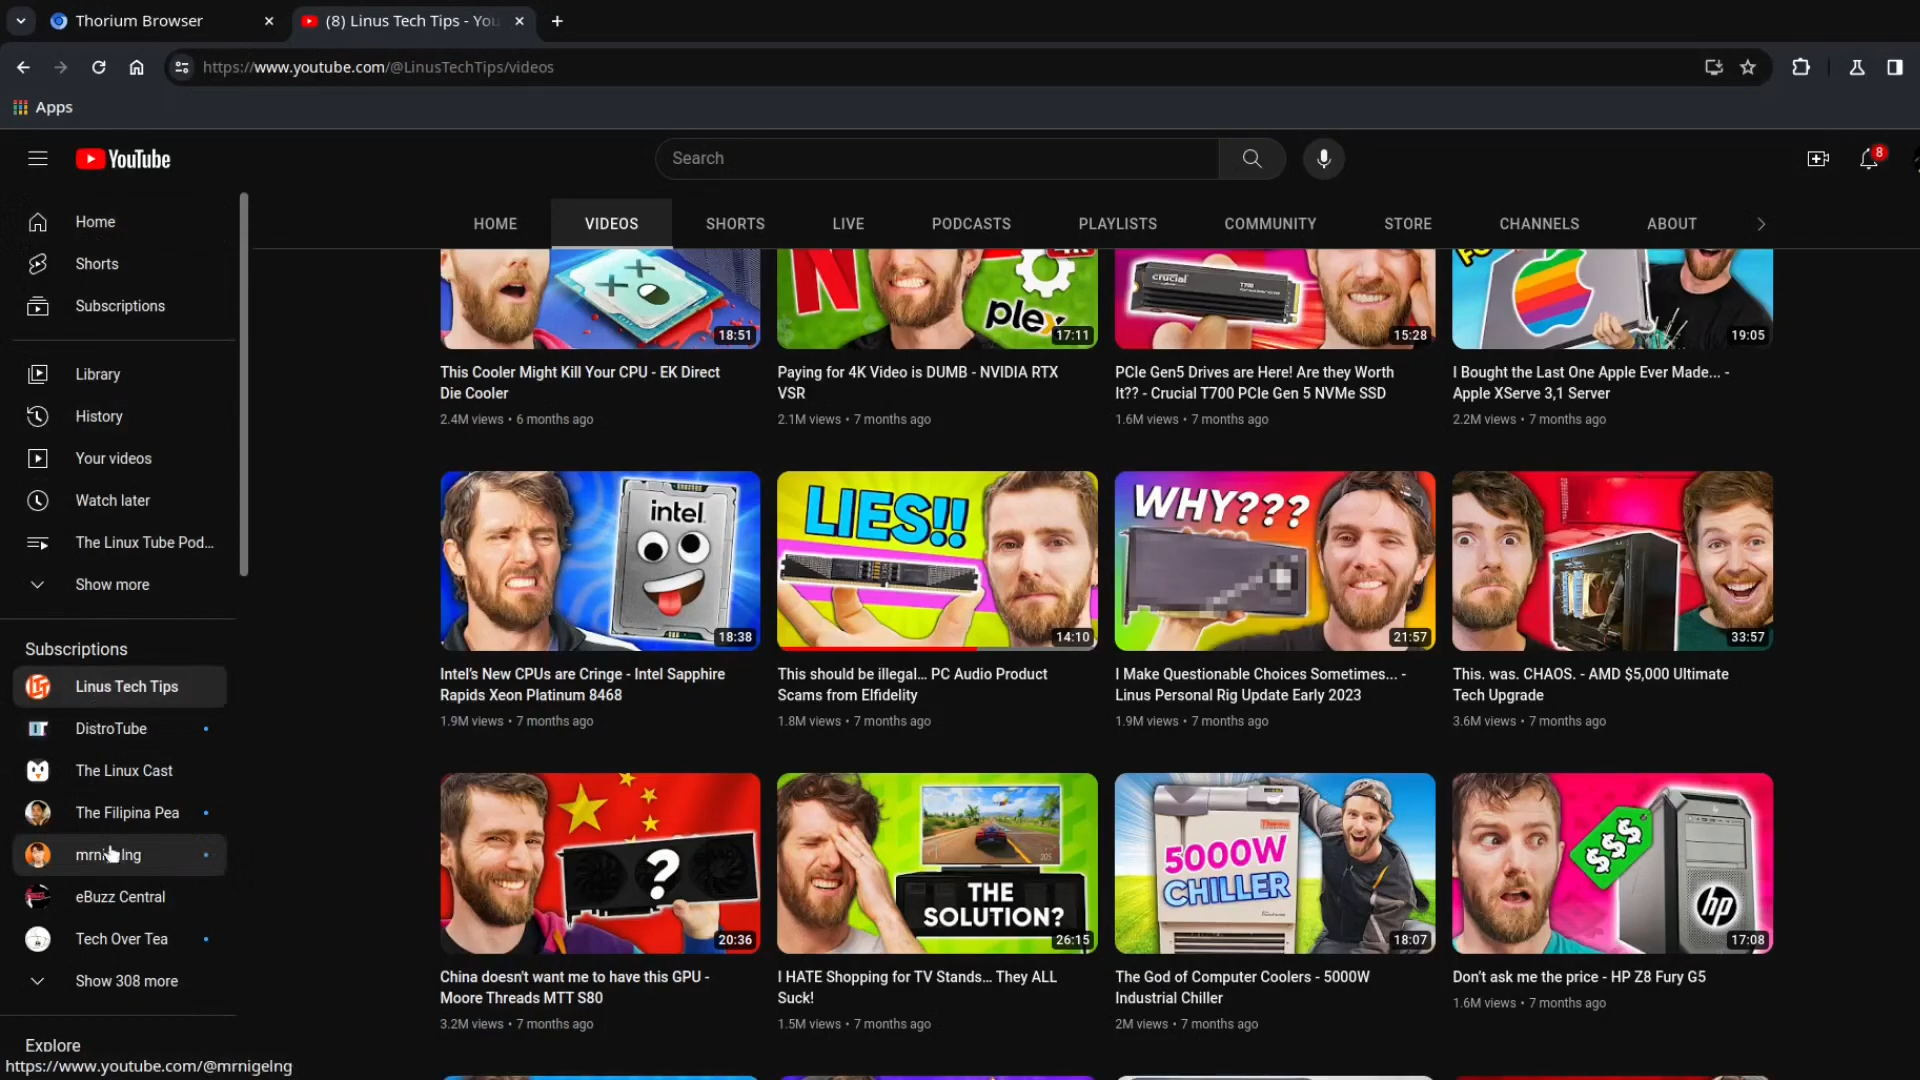 Thorium Browser
(8) Linus Tech Tips - You
https://www.youtube.com/@LinusTechTips/videos
Apps
YouTube
Search
8
Home
Shorts
Subscriptions
Library
History
Your videos
Watch later
The Linux Tube Pod...
Show more
Subscriptions
Linus Tech Tips
DistroTube
The Linux Cast
The Filipina Pea
mrnigelng
eBuzz Central
Tech Over Tea
Show 308 more
Explore
https://www.youtube.com/@mrnigelng
HOME
VIDEOS
SHORTS
LIVE
PODCASTS
PLAYLISTS
COMMUNITY
STORE
CHANNELS
ABOUT
18:51
This Cooler Might Kill Your CPU - EK Direct
Die Cooler
2.4M views • 6 months ago
plex
17:11
Paying for 4K Video is DUMB - NVIDIA RTX
VSR
2.1M views • 7 months ago
crucial
T700
15:28
PCIe Gen5 Drives are Here! Are they Worth
It?? - Crucial T700 PCIe Gen 5 NVMe SSD
1.6M views • 7 months ago
19:05
I Bought the Last One Apple Ever Made... -
Apple XServe 3,1 Server
2.2M views • 7 months ago
intel
18:38
Intel's New CPUs are Cringe - Intel Sapphire
Rapids Xeon Platinum 8468
1.9M views • 7 months ago
LIES!!
14:10
This should be illegal… PC Audio Product
Scams from Elfidelity
1.8M views • 7 months ago
WHY???
21:57
I Make Questionable Choices Sometimes... -
Linus Personal Rig Update Early 2023
1.9M views • 7 months ago
33:57
This. was. CHAOS. - AMD $5,000 Ultimate
Tech Upgrade
3.6M views • 7 months ago
?
20:36
China doesn't want me to have this GPU -
Moore Threads MTT S80
3.2M views • 7 months ago
THE
SOLUTION?
26:15
I HATE Shopping for TV Stands… They ALL
Suck!
1.5M views • 7 months ago
Thermo
5000W
CHILLER
18:07
The God of Computer Coolers - 5000W
Industrial Chiller
2M views • 7 months ago
$$$
hp
17:08
Don't ask me the price - HP Z8 Fury G5
1.6M views • 7 months ago